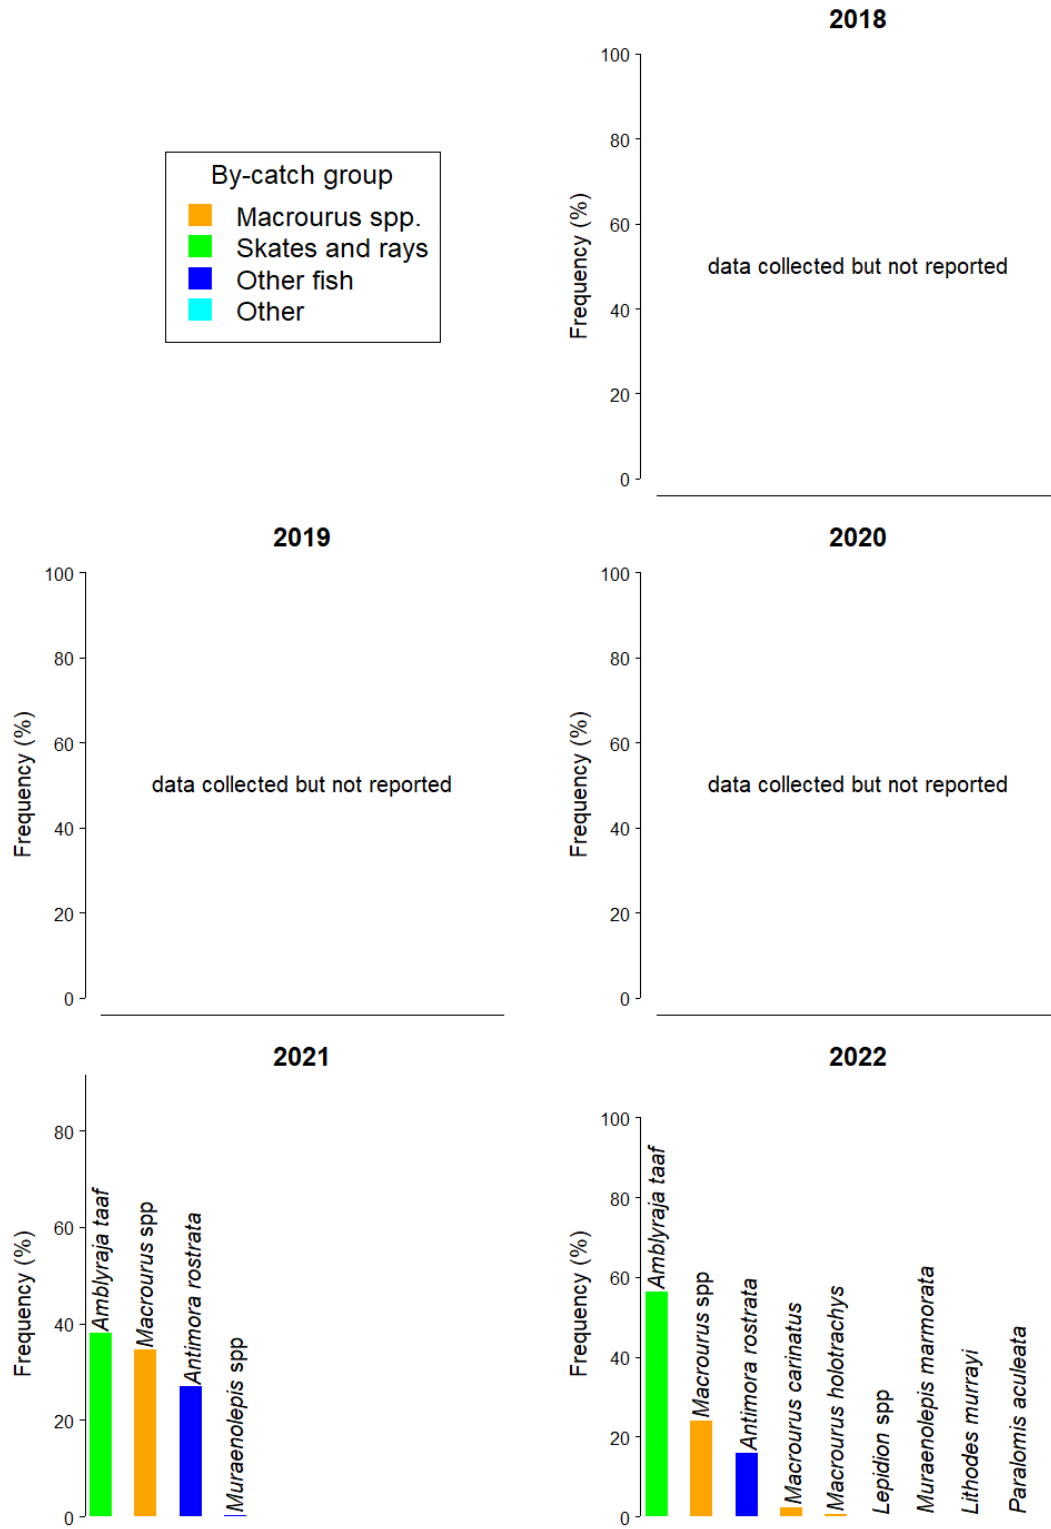 2018
By-catch group
Macrourus spp.
Skates and rays
Other fish
Other
Frequency (%)
100
80
60
40
20
0
data collected but not reported
2019
Frequency (%)
100
80
60
40
20
0
data collected but not reported
2020
Frequency (%)
100
80
60
40
20
0
data collected but not reported
2021
Frequency (%)
80
60
40
20
0
Amblyraja taaf
Macrourus spp
Antimora rostrata
Muraenolepis spp
2022
Frequency (%)
100
80
60
40
20
0
Amblyraja taaf
Macrourus spp
Antimora rostrata
Macrourus carinatus
Macrourus holotrachys
Lepidion spp
Muraenolepis marmorata
Lithodes murrayi
Paralomis aculeata